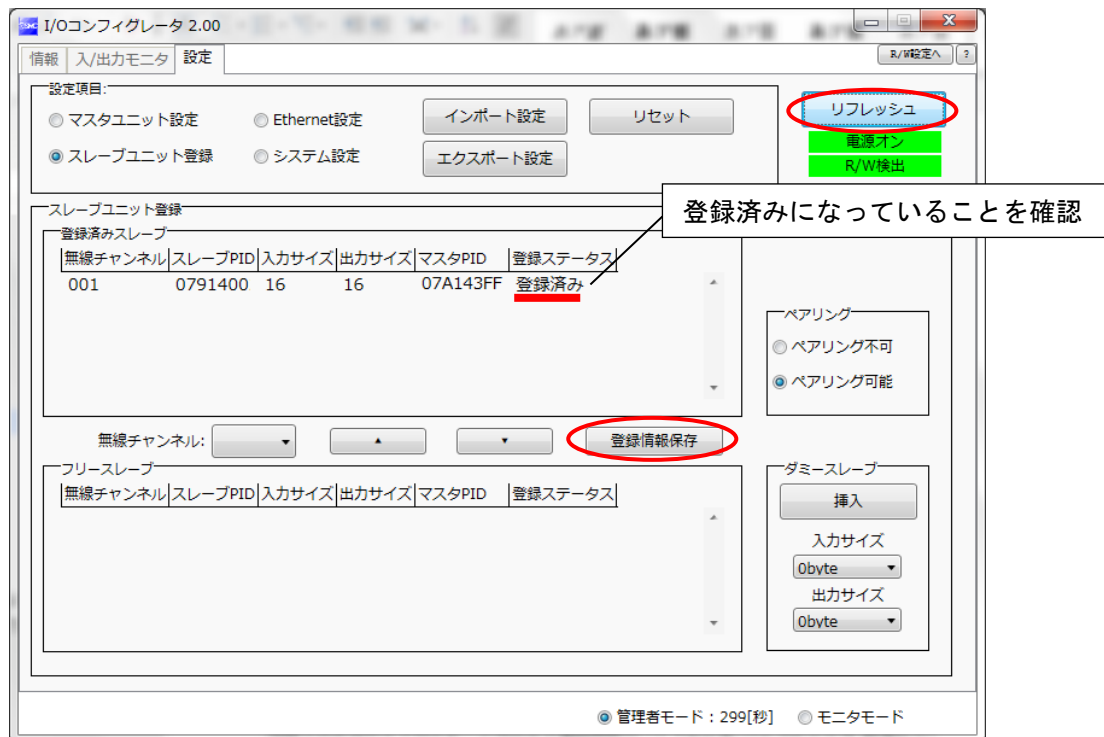 I/Oコンフィグレータ 2.00
情報 入/出力モニタ 設定 R/W設定へ ?
設定項目:
マスタユニット設定 Ethernet設定 インポート設定 リセット リフレッシュ
電源オン
スレーブユニット登録 システム設定 エクスポート設定 R/W検出
登録済みになっていることを確認
スレーブユニット登録
登録済みスレーブ
無線チャンネル スレーブPID 入力サイズ 出力サイズ マスタPID 登録ステータス
001 0791400 16 16 07A143FF 登録済み
ペアリング
ペアリング不可
ペアリング可能
無線チャンネル: ▲ ▼ 登録情報保存
フリースレーブ
無線チャンネル スレーブPID 入力サイズ 出力サイズ マスタPID 登録ステータス
ダミースレーブ
挿入
入力サイズ
0byte
出力サイズ
0byte
管理者モード：299[秒] モニタモード